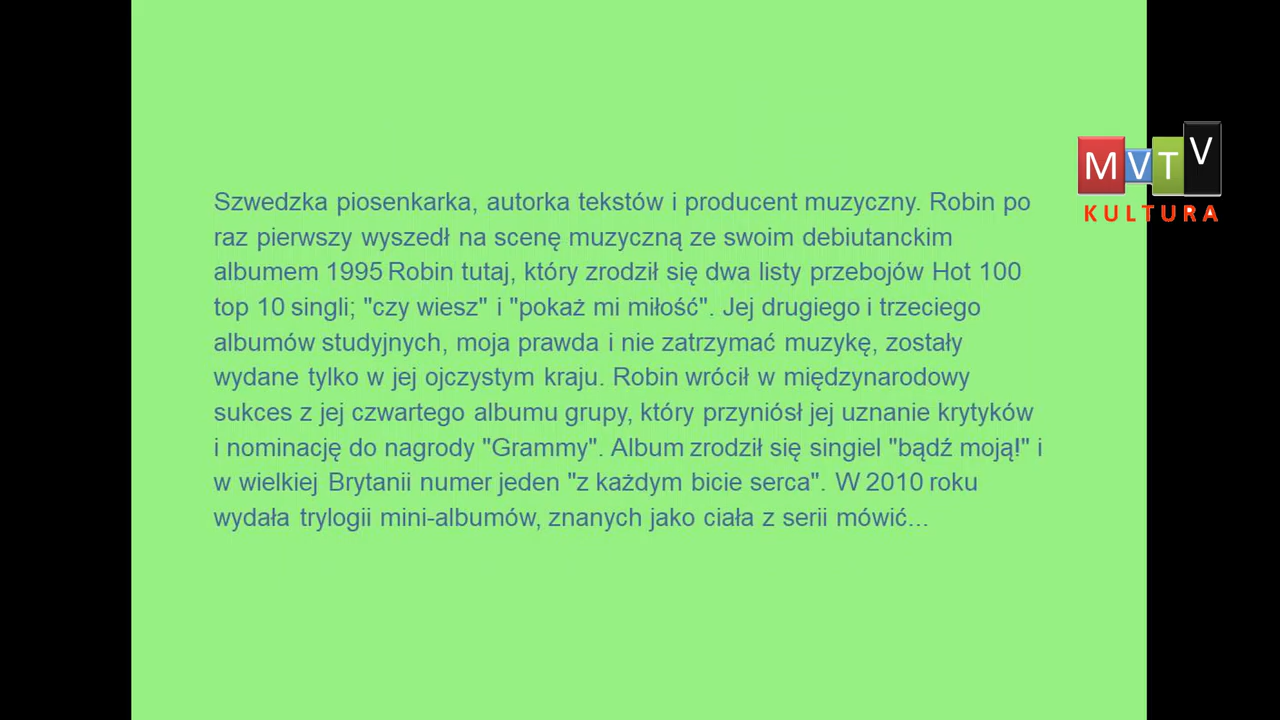 MVTV
KULTURA
Szwedzka piosenkarka, autorka tekstów i producent muzyczny. Robin po
raz pierwszy wyszedł na scenę muzyczną ze swoim debiutanckim
albumem 1995 Robin tutaj, który zrodził się dwa listy przebojów Hot 100
top 10 singli; "czy wiesz" i "pokaż mi miłość". Jej drugiego i trzeciego
albumów studyjnych, moja prawda i nie zatrzymać muzykę, zostały
wydane tylko w jej ojczystym kraju. Robin wrócił w międzynarodowy
sukces z jej czwartego albumu grupy, który przyniósł jej uznanie krytyków
i nominację do nagrody "Grammy". Album zrodził się singiel "bądź moją!" i
w wielkiej Brytanii numer jeden "z każdym bicie serca". W 2010 roku
wydała trylogii mini-albumów, znanych jako ciała z serii mówić...